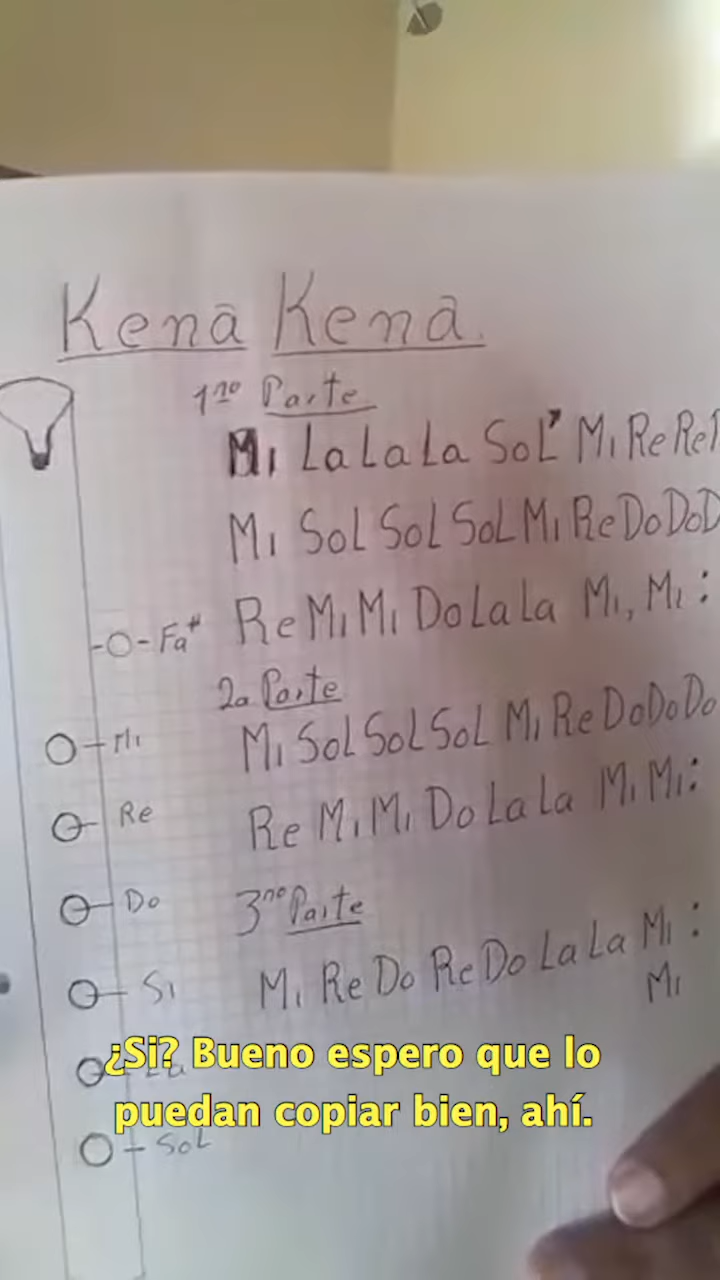 Kena Kena.
1ra Parte
Mi La La La SoL Mi Re Re
Mi SoL SoL SoL Mi Re Do Do D
Re Mi Mi Do La La Mi, Mi :
2a Parte
Mi SoL SoL SoL Mi Re Do Do Do
Re Mi Mi Do La La Mi Mi :
3ra Parte
Mi Re Do Re Do La La Mi :
Mi
Fa#
Mi
Re
Do
Si
SoL
¿Si? Bueno espero que lo
puedan copiar bien, ahí.